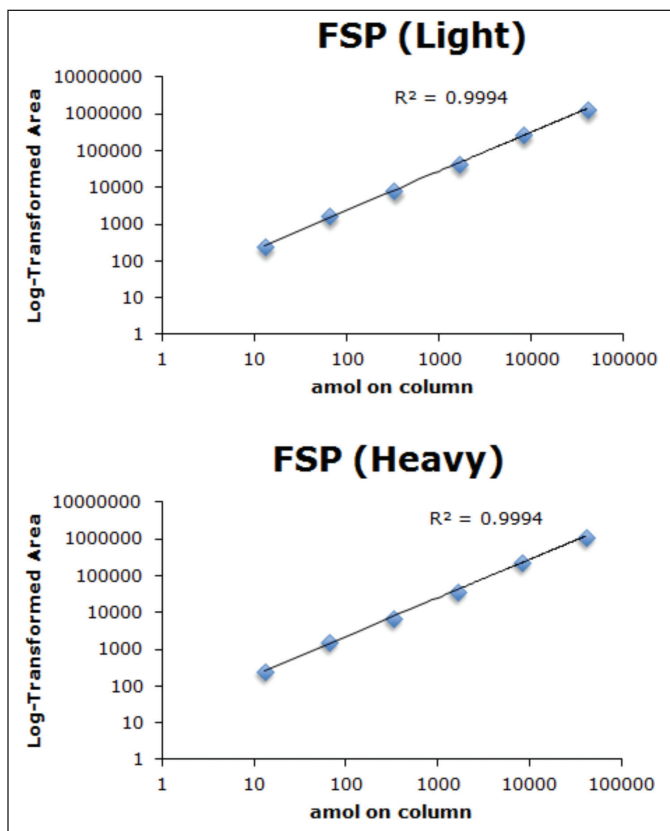 FSP (Light)
R² = 0.9994
Log-Transformed Area
10000000
1000000
100000
10000
1000
100
10
1
1 10 100 1000 10000 100000
amol on column
FSP (Heavy)
R² = 0.9994
Log-Transformed Area
10000000
1000000
100000
10000
1000
100
10
1
1 10 100 1000 10000 100000
amol on column